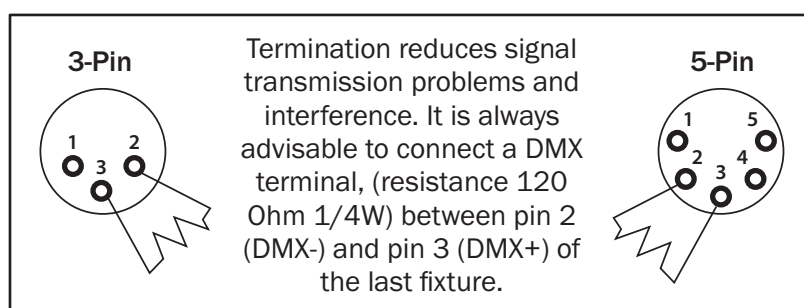 3-Pin
1
2
3
Termination reduces signal
transmission problems and
interference. It is always
advisable to connect a DMX
terminal, (resistance 120
Ohm 1/4W) between pin 2
(DMX-) and pin 3 (DMX+) of
the last fixture.
5-Pin
1
5
2
4
3